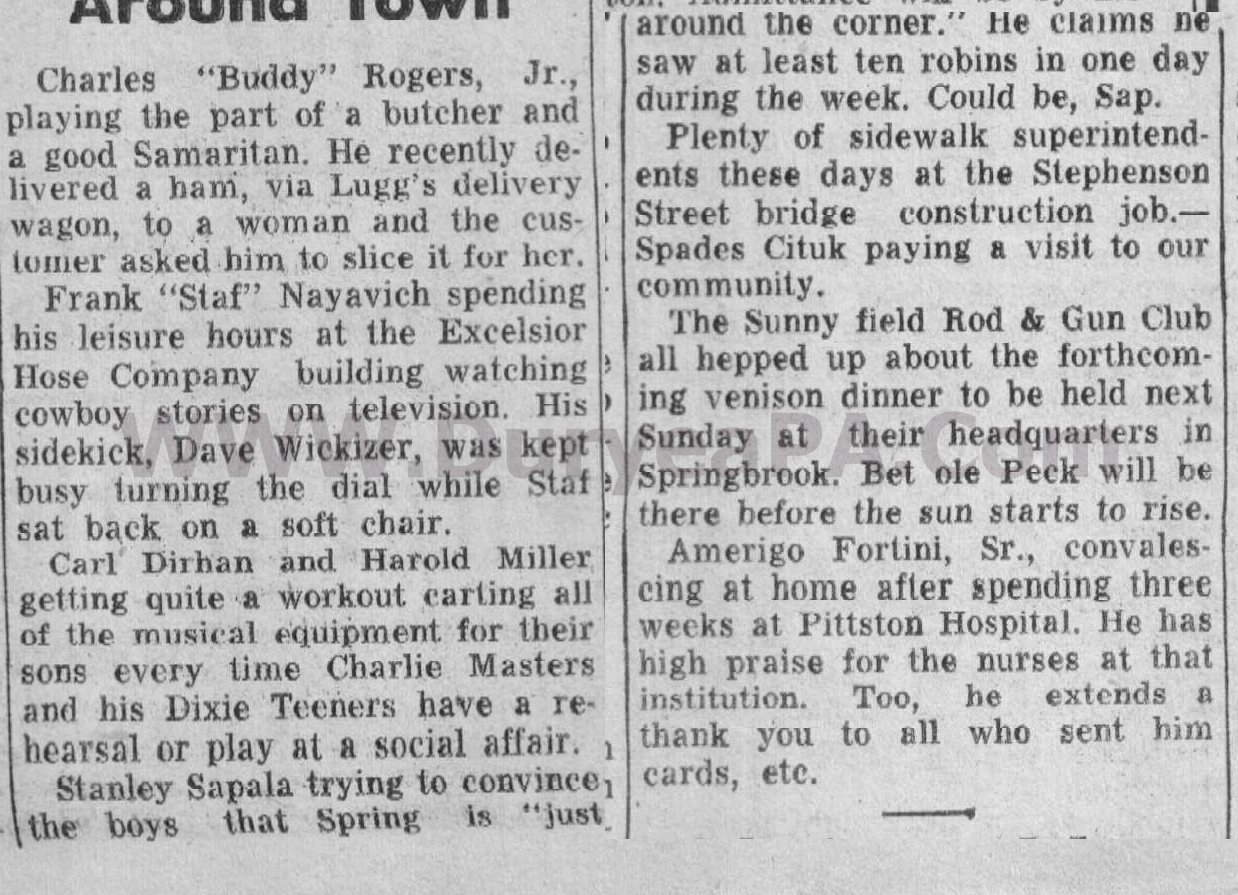 Around Town
Charles "Buddy" Rogers, Jr.,
playing the part of a butcher and
a good Samaritan. He recently de-
livered a ham, via Lugg's delivery
wagon, to a woman and the cus-
tomer asked him to slice it for her.
Frank "Staf" Nayavich spending
his leisure hours at the Excelsior
Hose Company building watching
cowboy stories on television. His
sidekick, Dave Wickizer, was kept
busy turning the dial while Staf
sat back on a soft chair.
Carl Dirhan and Harold Miller
getting quite a workout carting all
of the musical equipment for their
sons every time Charlie Masters
and his Dixie Teeners have a re-
hearsal or play at a social affair.
Stanley Sapala trying to convince
the boys that Spring is "just
around the corner." He claims he
saw at least ten robins in one day
during the week. Could be, Sap.
Plenty of sidewalk superintend-
ents these days at the Stephenson
Street bridge construction job.—
Spades Cituk paying a visit to our
community.
The Sunny field Rod & Gun Club
all hepped up about the forthcom-
ing venison dinner to be held next
Sunday at their headquarters in
Springbrook. Bet ole Peck will be
there before the sun starts to rise.
Amerigo Fortini, Sr., convales-
cing at home after spending three
weeks at Pittston Hospital. He has
high praise for the nurses at that
institution. Too, he extends a
thank you to all who sent him
cards, etc.
www.DuryeaPA.Com